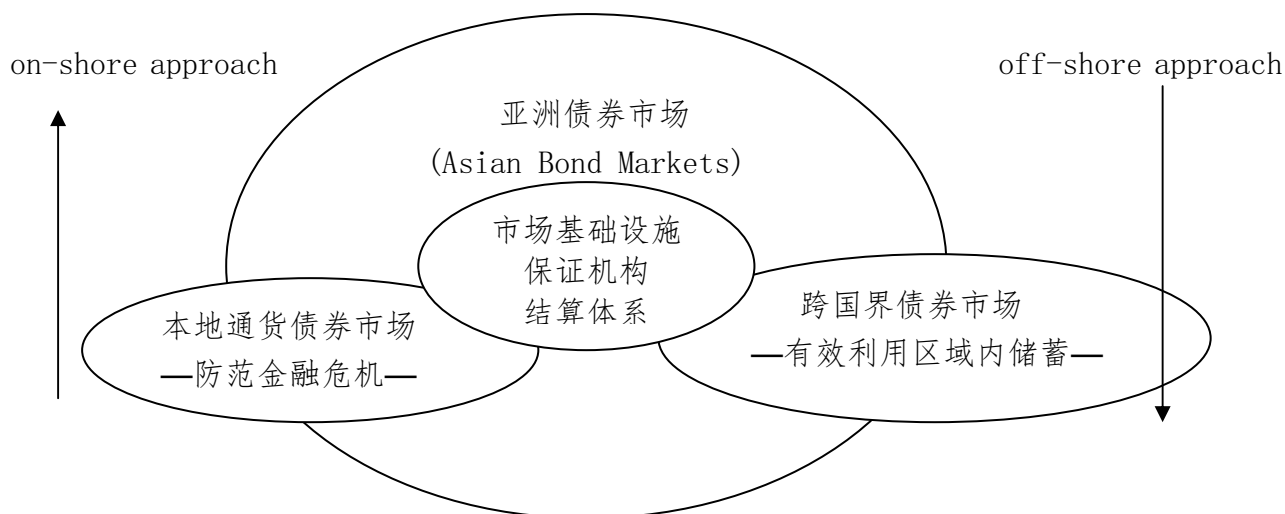 on-shore approach
off-shore approach
亚洲债券市场
(Asian Bond Markets)
市场基础设施
保证机构
结算体系
本地通货债券市场
—防范金融危机—
跨国界债券市场
—有效利用区域内储蓄—